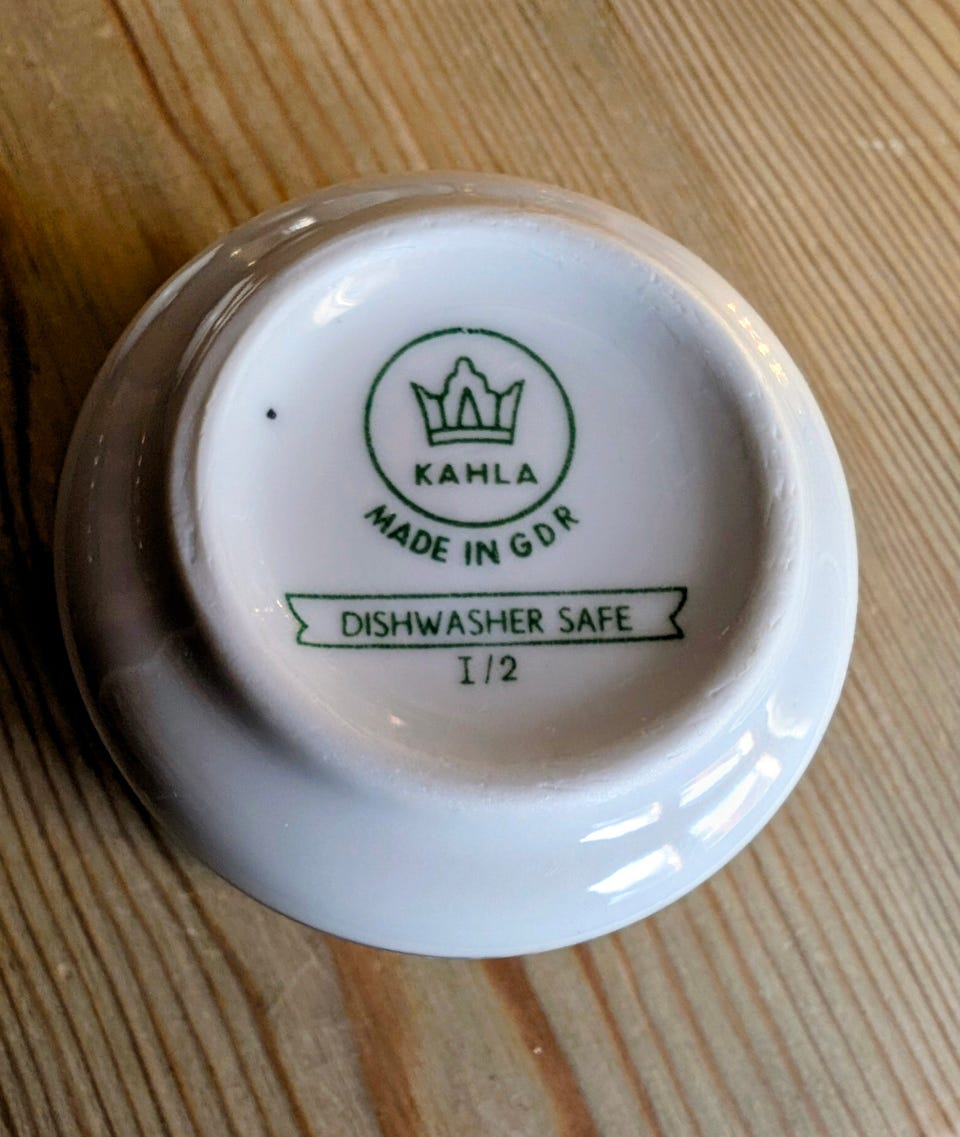 KAHLA
MADE IN GDR
DISHWASHER SAFE
I/2